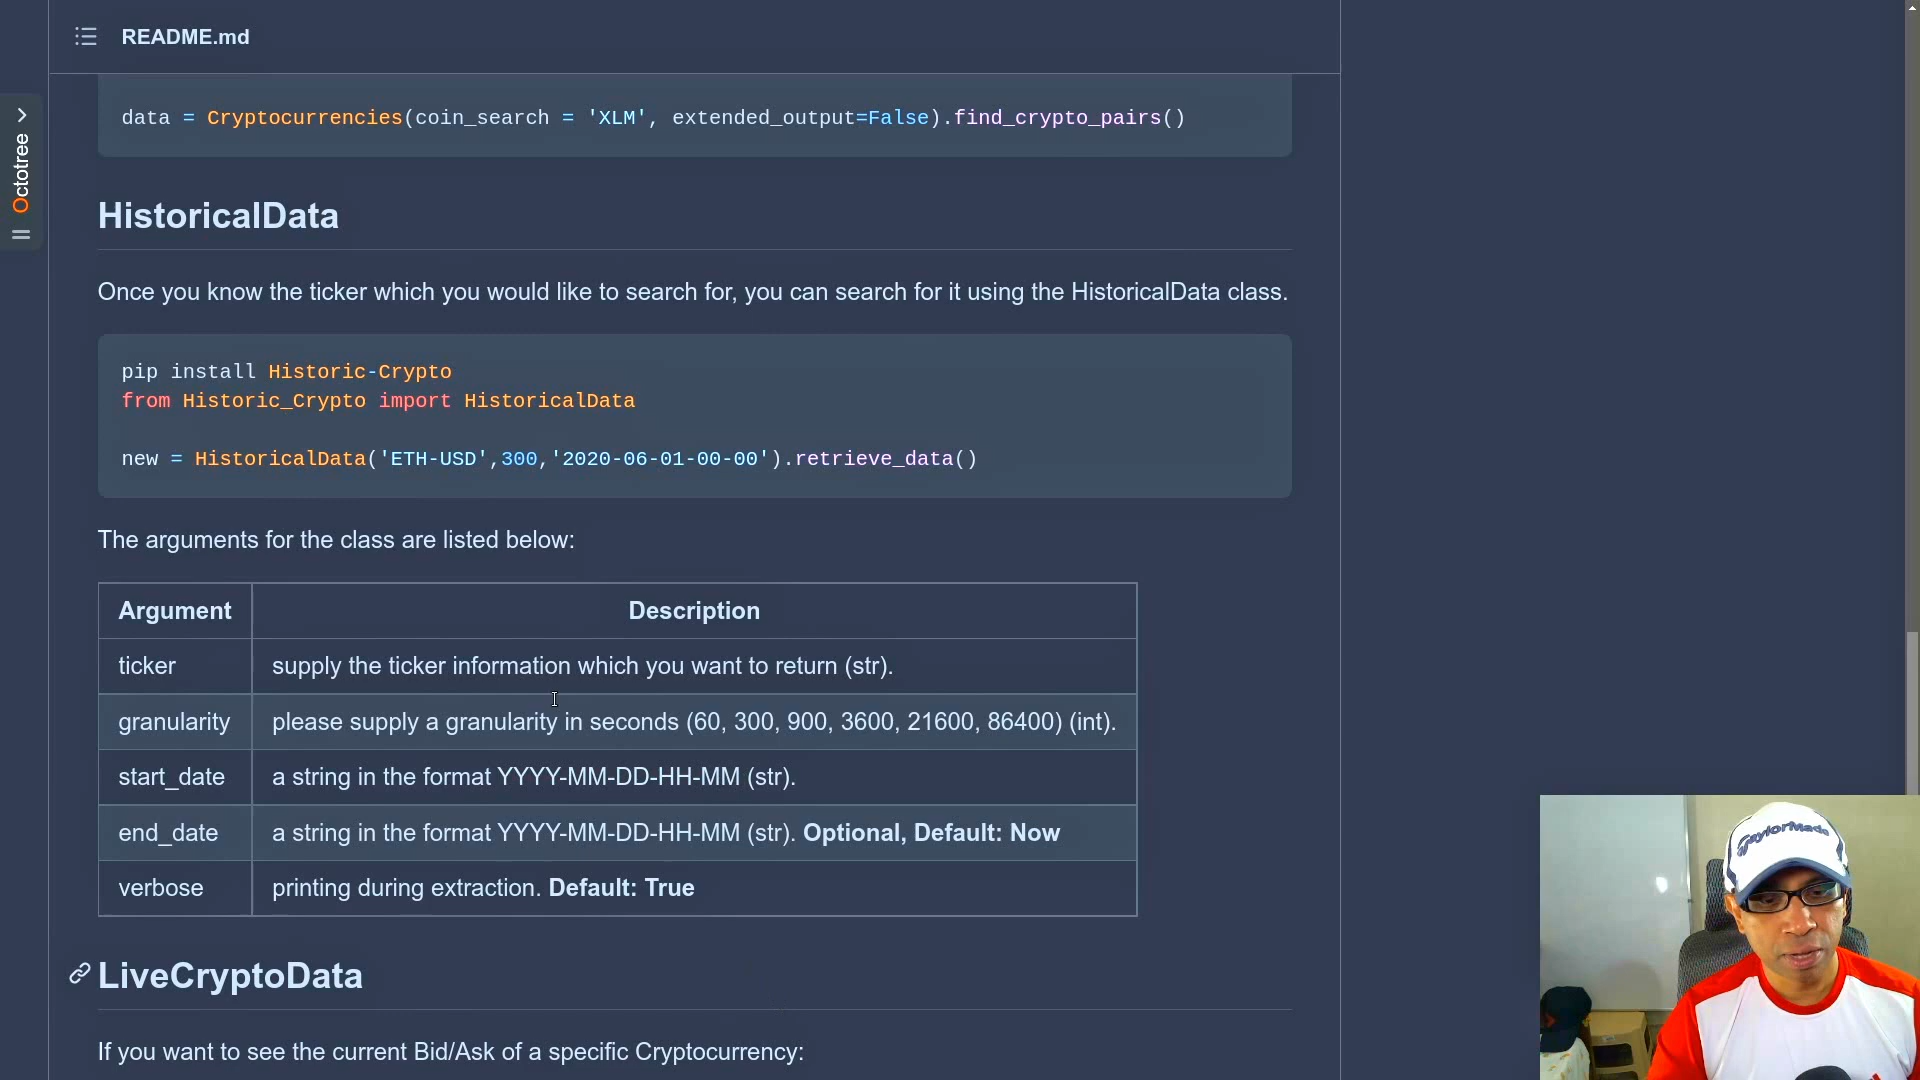 README.md
Octotree
data = Cryptocurrencies(coin_search = 'XLM', extended_output=False).find_crypto_pairs()
HistoricalData
Once you know the ticker which you would like to search for, you can search for it using the HistoricalData class.
pip install Historic-Crypto
from Historic_Crypto import HistoricalData
new = HistoricalData('ETH-USD',300,'2020-06-01-00-00').retrieve_data()
The arguments for the class are listed below:
Argument Description
ticker supply the ticker information which you want to return (str).
granularity please supply a granularity in seconds (60, 300, 900, 3600, 21600, 86400) (int).
start_date a string in the format YYYY-MM-DD-HH-MM (str).
end_date a string in the format YYYY-MM-DD-HH-MM (str). Optional, Default: Now
verbose printing during extraction. Default: True
LiveCryptoData
If you want to see the current Bid/Ask of a specific Cryptocurrency:
TaylorMade